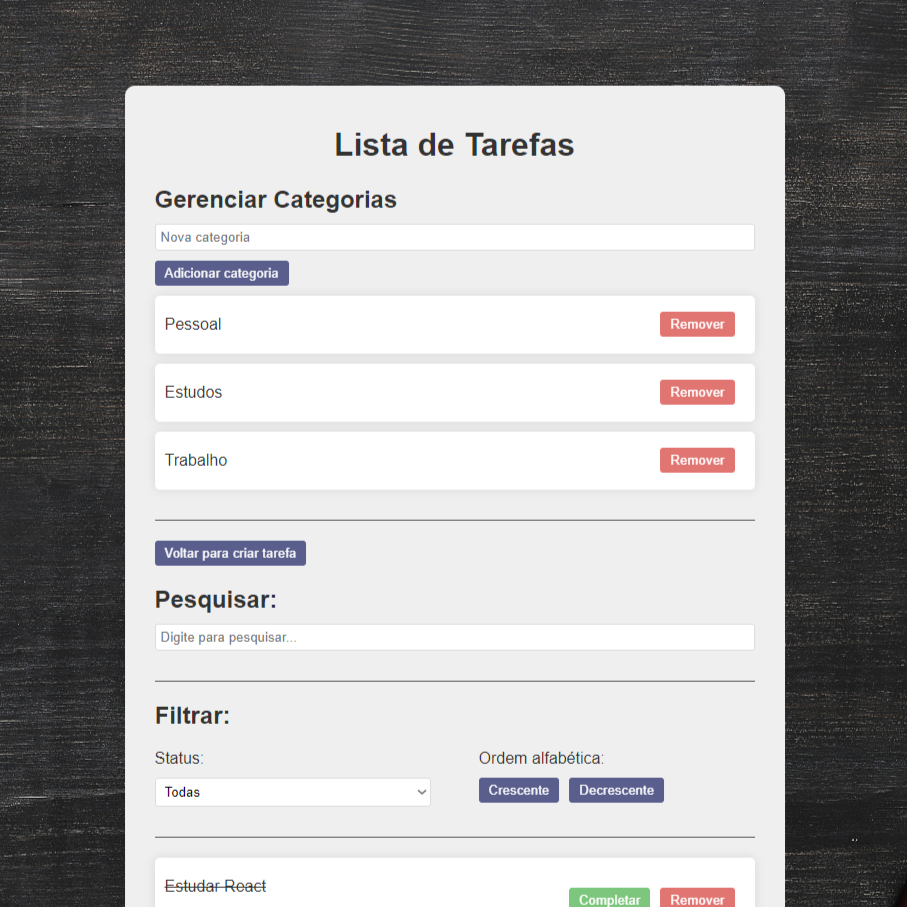 Lista de Tarefas
Gerenciar Categorias
Nova categoria
Adicionar categoria
Pessoal
Remover
Estudos
Remover
Trabalho
Remover
Voltar para criar tarefa
Pesquisar:
Digite para pesquisar...
Filtrar:
Status:
Ordem alfabética:
Todas
Crescente
Decrescente
Estudar React
Completar
Remover